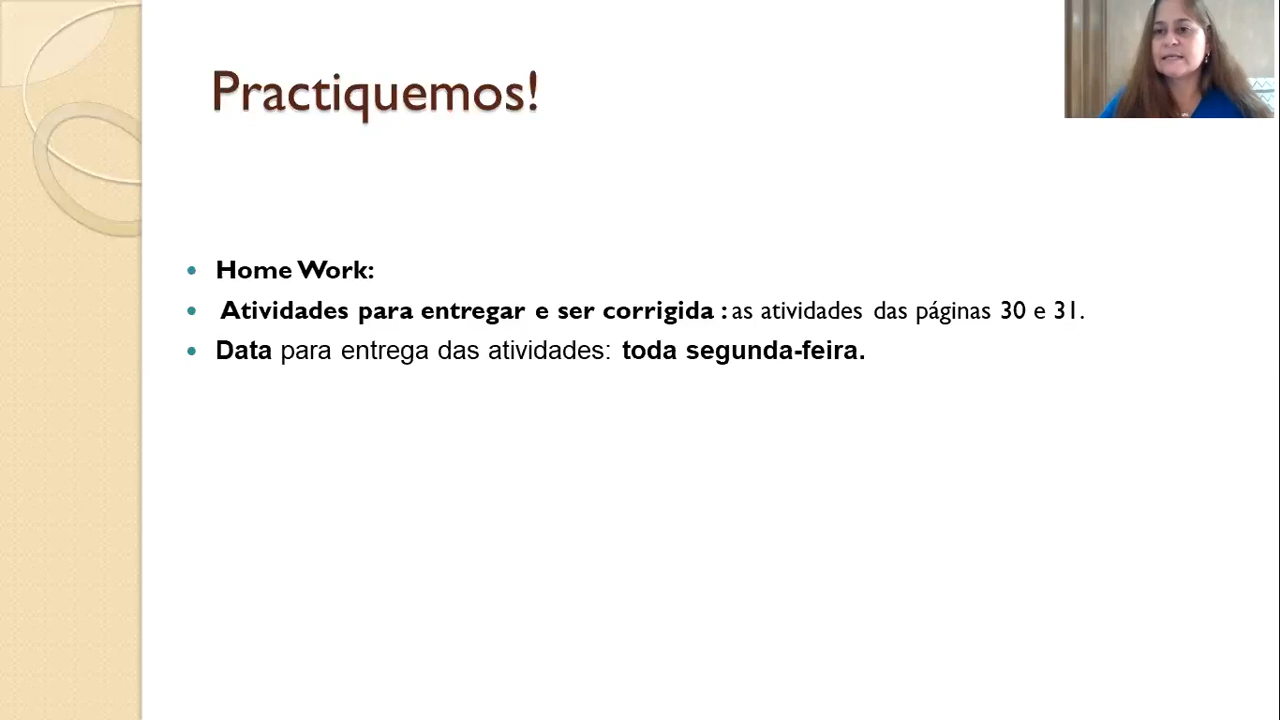 Practiquemos!
Home Work:
Atividades para entregar e ser corrigida : as atividades das páginas 30 e 31.
Data para entrega das atividades: toda segunda-feira.